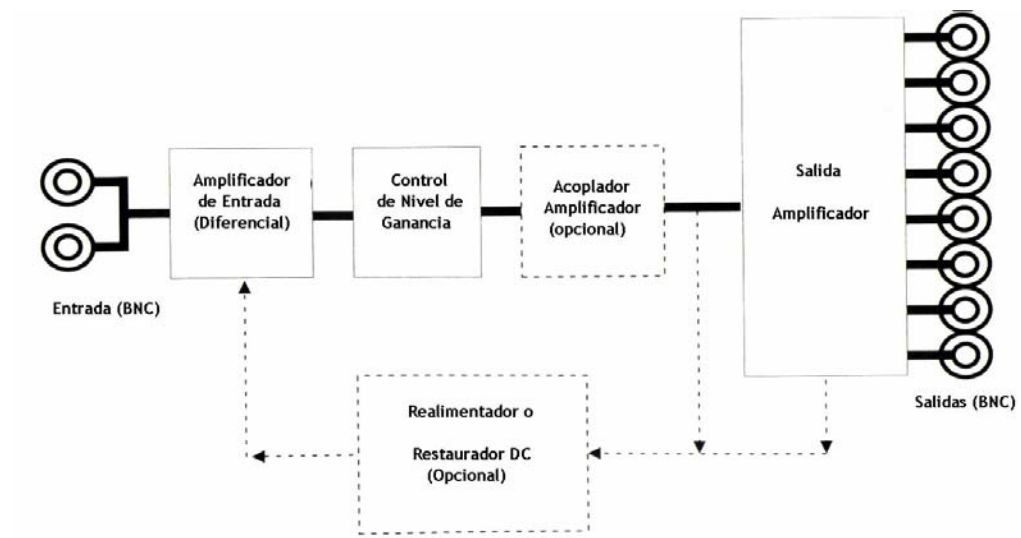 Amplificador
de Entrada
(Diferencial)
Control
de Nivel de
Ganancia
Acoplador
Amplificador
(opcional)
Salida
Amplificador
Entrada (BNC)
Salidas (BNC)
Realimentador o
Restaurador DC
(Opcional)